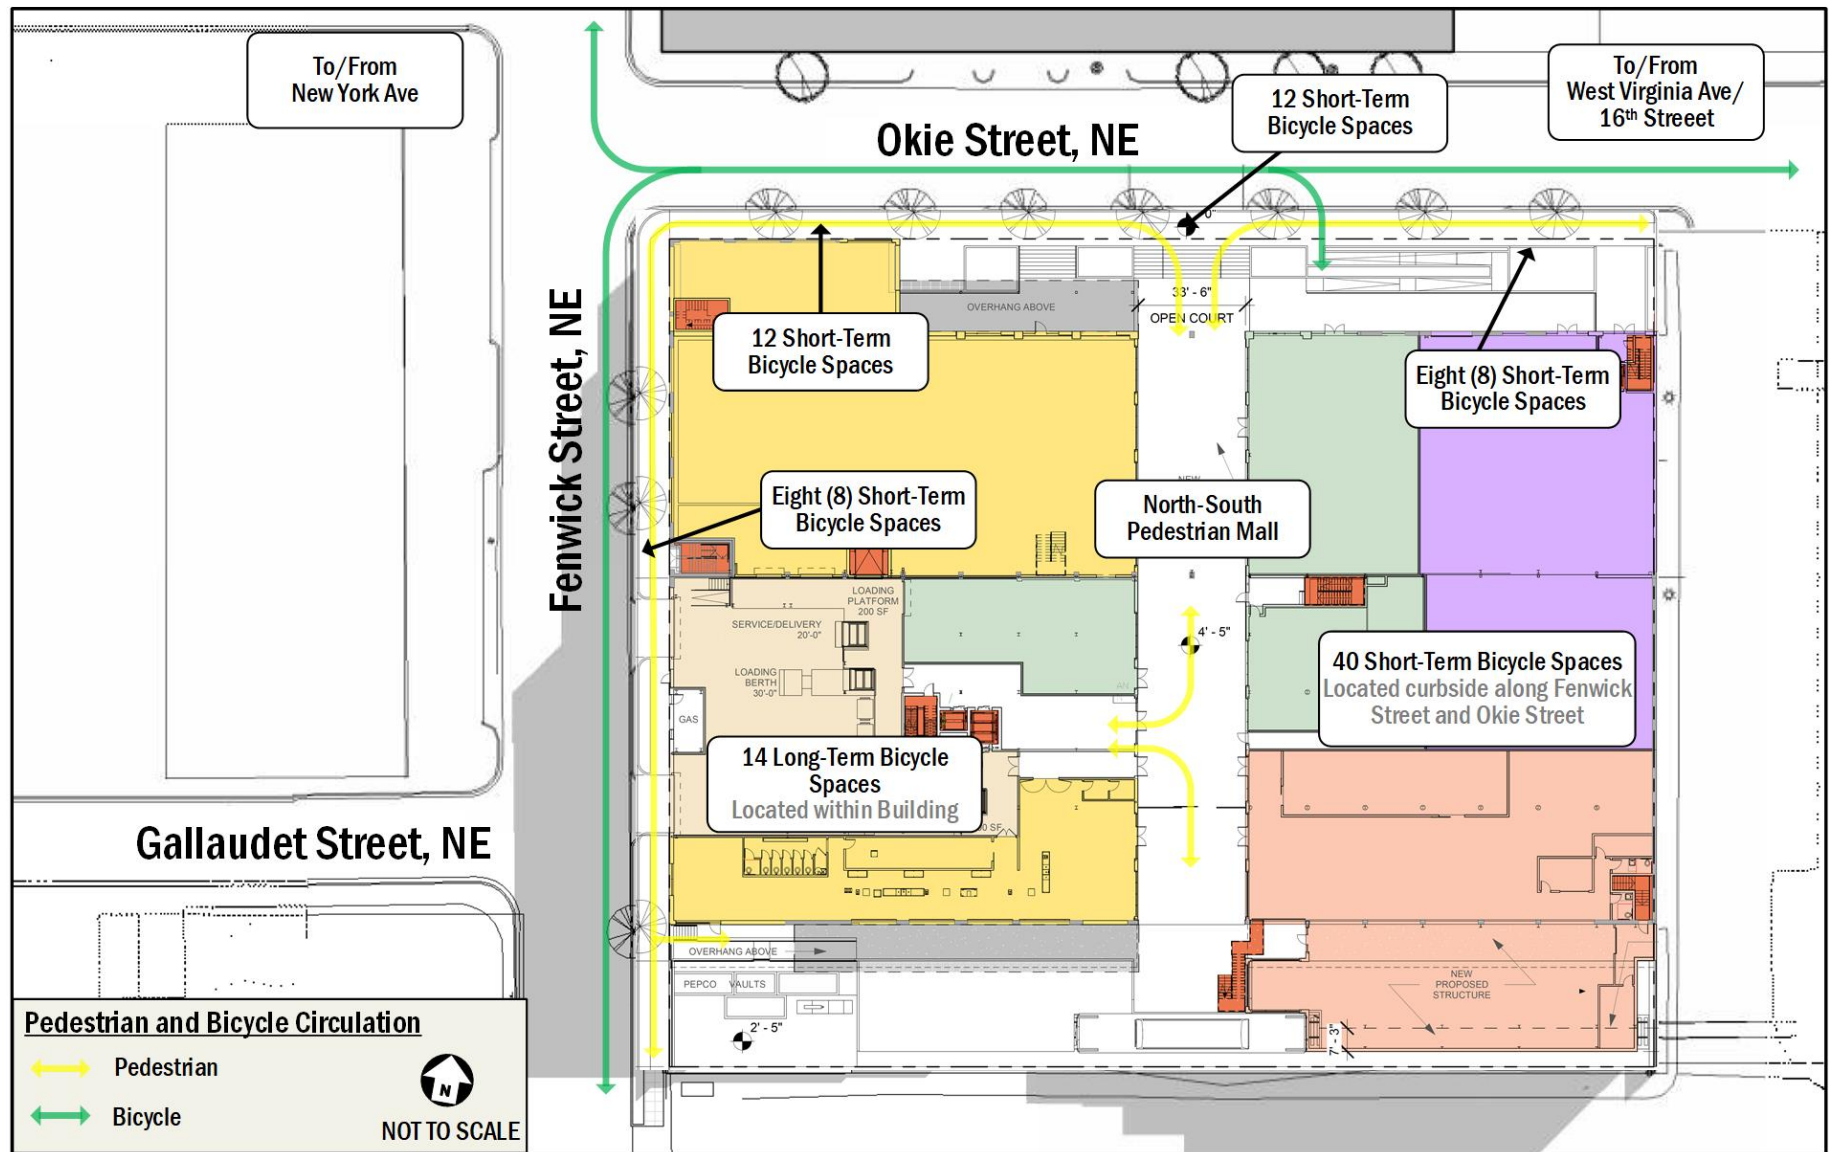 To/From
New York Ave
To/From
West Virginia Ave/
16th Streeet
12 Short-Term
Bicycle Spaces
Okie Street, NE
0"
33' - 6"
OPEN COURT
OVERHANG ABOVE
12 Short-Term
Bicycle Spaces
Eight (8) Short-Term
Bicycle Spaces
Fenwick Street, NE
Eight (8) Short-Term
Bicycle Spaces
NEW
North-South
Pedestrian Mall
LOADING
PLATFORM
200 SF
SERVICE/DELIVERY
20'-0"
4' - 5"
LOADING
BERTH
30'-0"
GAS
40 Short-Term Bicycle Spaces
Located curbside along Fenwick
Street and Okie Street
14 Long-Term Bicycle
Spaces
Located within Building
0 SF
Gallaudet Street, NE
OVERHANG ABOVE
PEPCO VAULTS
2' - 5"
NEW
PROPOSED
STRUCTURE
7' - 3"
Pedestrian and Bicycle Circulation
Pedestrian
Bicycle
N
NOT TO SCALE